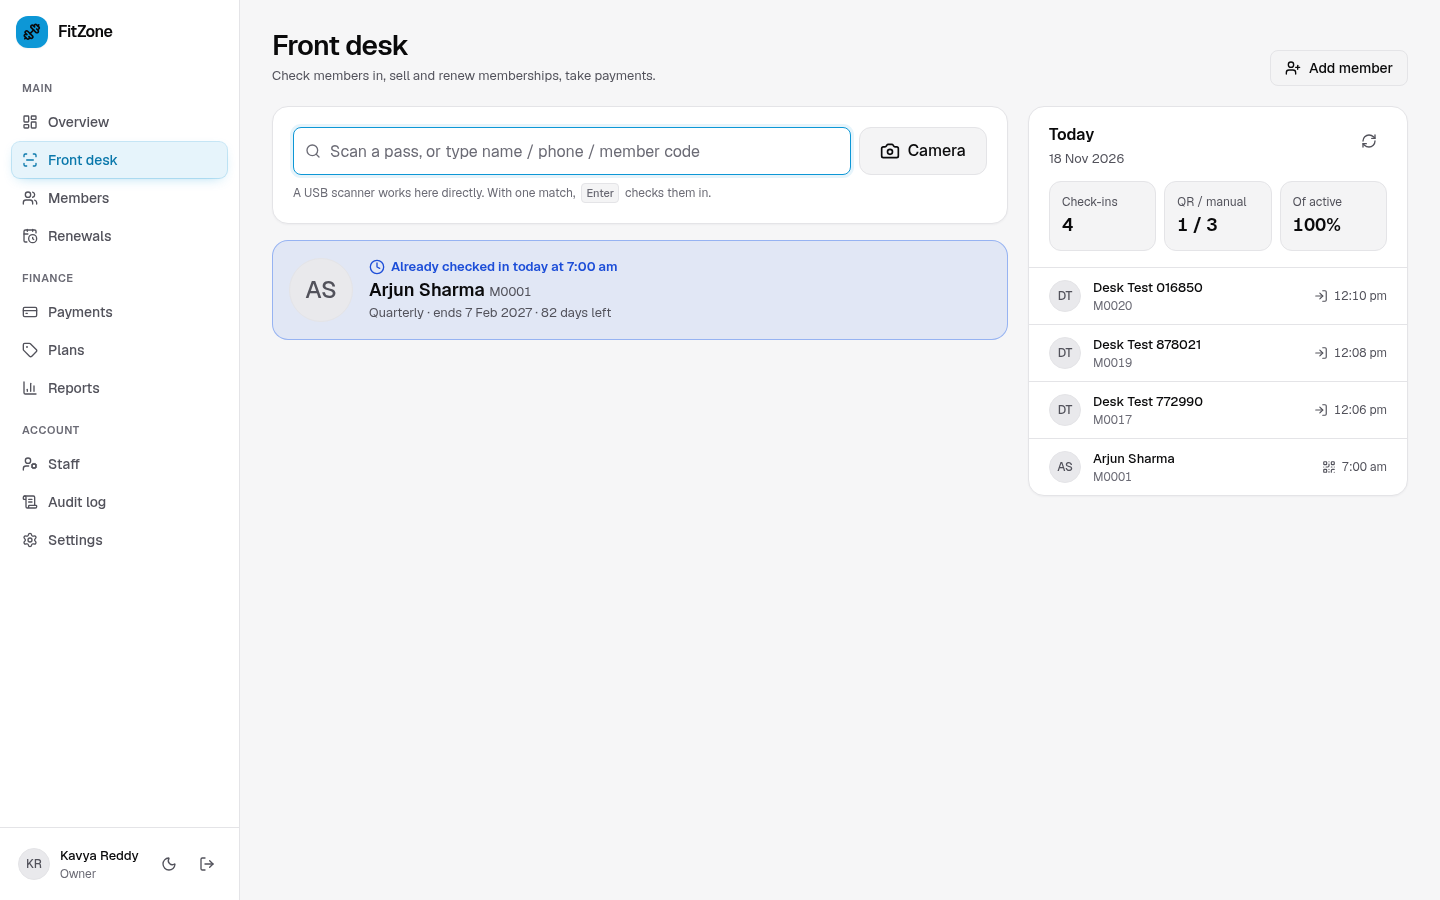 FitZone
MAIN
Overview
Front desk
Members
Renewals
FINANCE
Payments
Plans
Reports
ACCOUNT
Staff
Audit log
Settings
KR
Kavya Reddy
Owner
Front desk
Check members in, sell and renew memberships, take payments.
Add member
Scan a pass, or type name / phone / member code
Camera
A USB scanner works here directly. With one match, Enter checks them in.
AS
Already checked in today at 7:00 am
Arjun Sharma M0001
Quarterly · ends 7 Feb 2027 · 82 days left
Today
18 Nov 2026
Check-ins
4
QR / manual
1 / 3
Of active
100%
DT
Desk Test 016850
M0020
12:10 pm
DT
Desk Test 878021
M0019
12:08 pm
DT
Desk Test 772990
M0017
12:06 pm
AS
Arjun Sharma
M0001
7:00 am